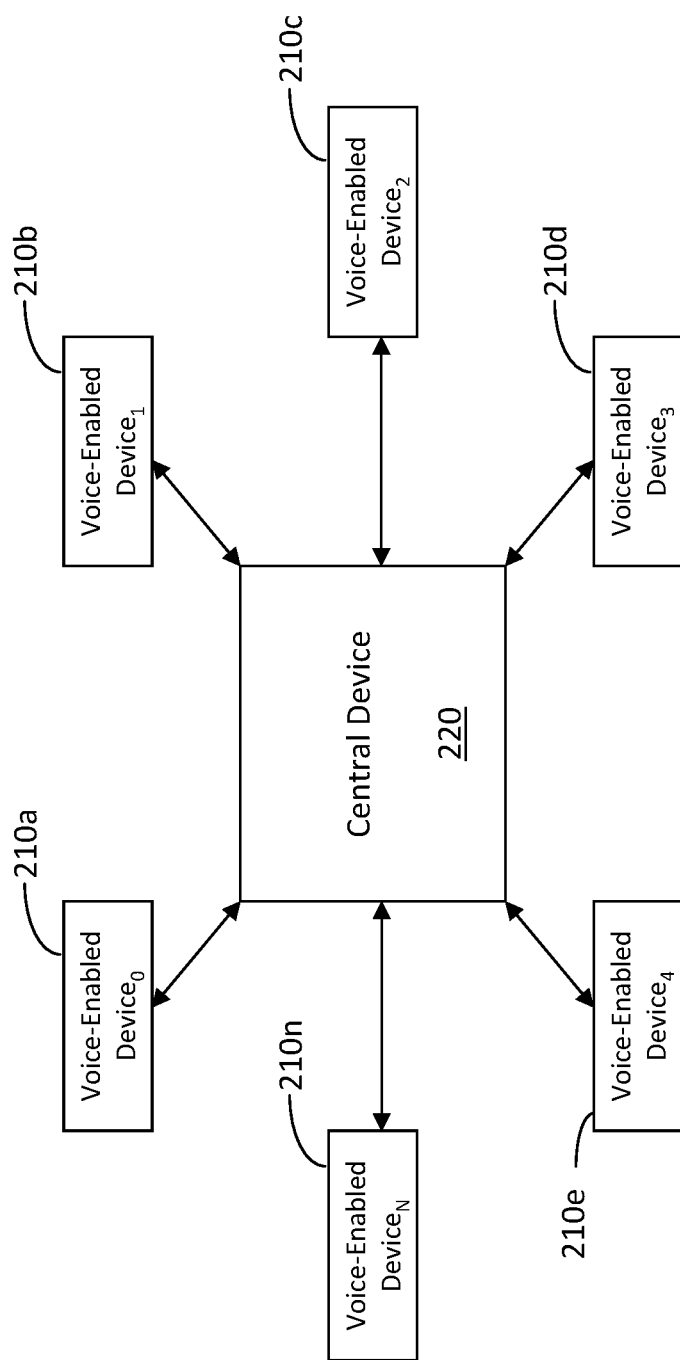 210a
Voice-Enabled
Device₀
210b
Voice-Enabled
Device₁
210n
Voice-Enabled
Device_N
Central Device
220
210c
Voice-Enabled
Device₂
210e
Voice-Enabled
Device₄
210d
Voice-Enabled
Device₃